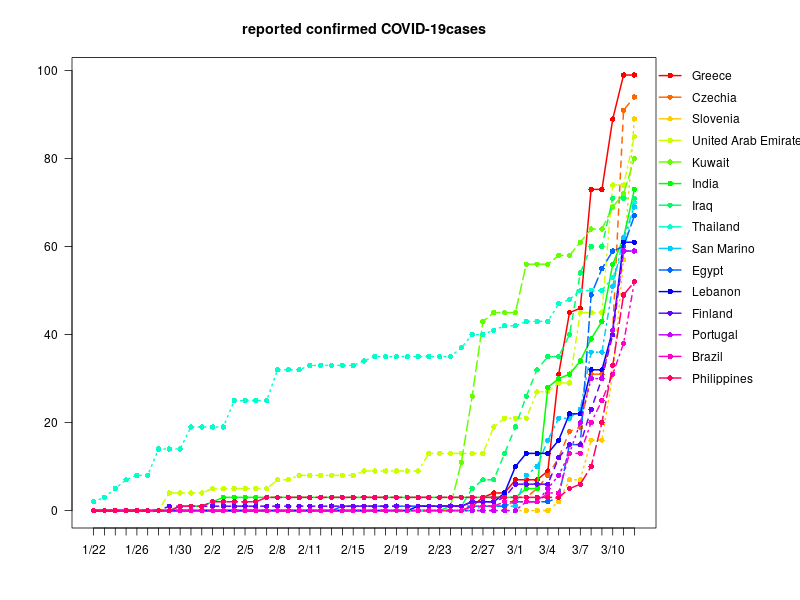 reported confirmed COVID-19cases
100
80
60
40
20
0
1/22 1/26 1/30 2/2 2/5 2/8 2/11 2/15 2/19 2/23 2/27 3/1 3/4 3/7 3/10
Greece
Czechia
Slovenia
United Arab Emirate
Kuwait
India
Iraq
Thailand
San Marino
Egypt
Lebanon
Finland
Portugal
Brazil
Philippines